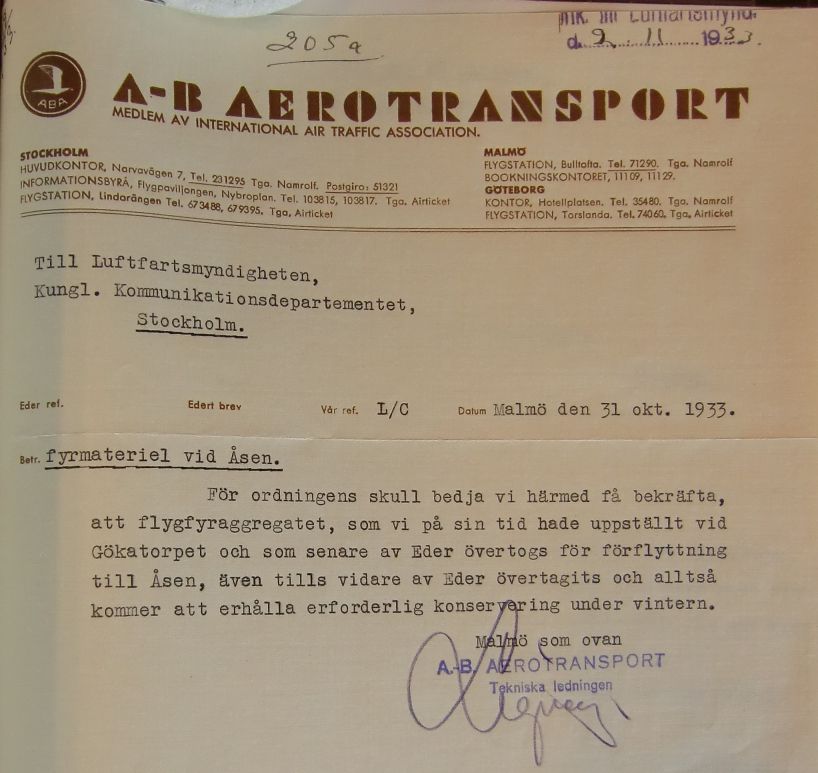 205a
Ink. till Luftfartsmynd.
d. 2 11 1933.
ABA
A-B AEROTRANSPORT
MEDLEM AV INTERNATIONAL AIR TRAFFIC ASSOCIATION.
STOCKHOLM
HUVUDKONTOR, Narvavägen 7, Tel. 231295 Tga. Namrolf. Postgiro: 51321
INFORMATIONSBYRÅ, Flygpaviljongen, Nybroplan. Tel. 103815, 103817. Tga. Airticket
FLYGSTATION, Lindarängen Tel. 673488, 679395. Tga, Airticket
MALMÖ
FLYGSTATION, Bulltofta. Tel. 71290. Tga. Namrolf
BOOKNINGSKONTORET, 11109, 11129.
GÖTEBORG
KONTOR, Hotellplatsen. Tel. 35480. Tga. Namrolf
FLYGSTATION, Torslanda. Tel. 74060. Tga, Airticket
Till Luftfartsmyndigheten,
Kungl. Kommunikationsdepartementet,
Stockholm.
Eder ref. Edert brev Vår ref. L/C Datum Malmö den 31 okt. 1933.
Betr. fyrmateriel vid Åsen.
För ordningens skull bedja vi härmed få bekräfta,
att flygfyraggregatet, som vi på sin tid hade uppställt vid
Gökatorpet och som senare av Eder övertogs för förflyttning
till Åsen, även tills vidare av Eder övertagits och alltså
kommer att erhålla erforderlig konservering under vintern.
Malmö som ovan
A.-B. AEROTRANSPORT
Tekniska ledningen